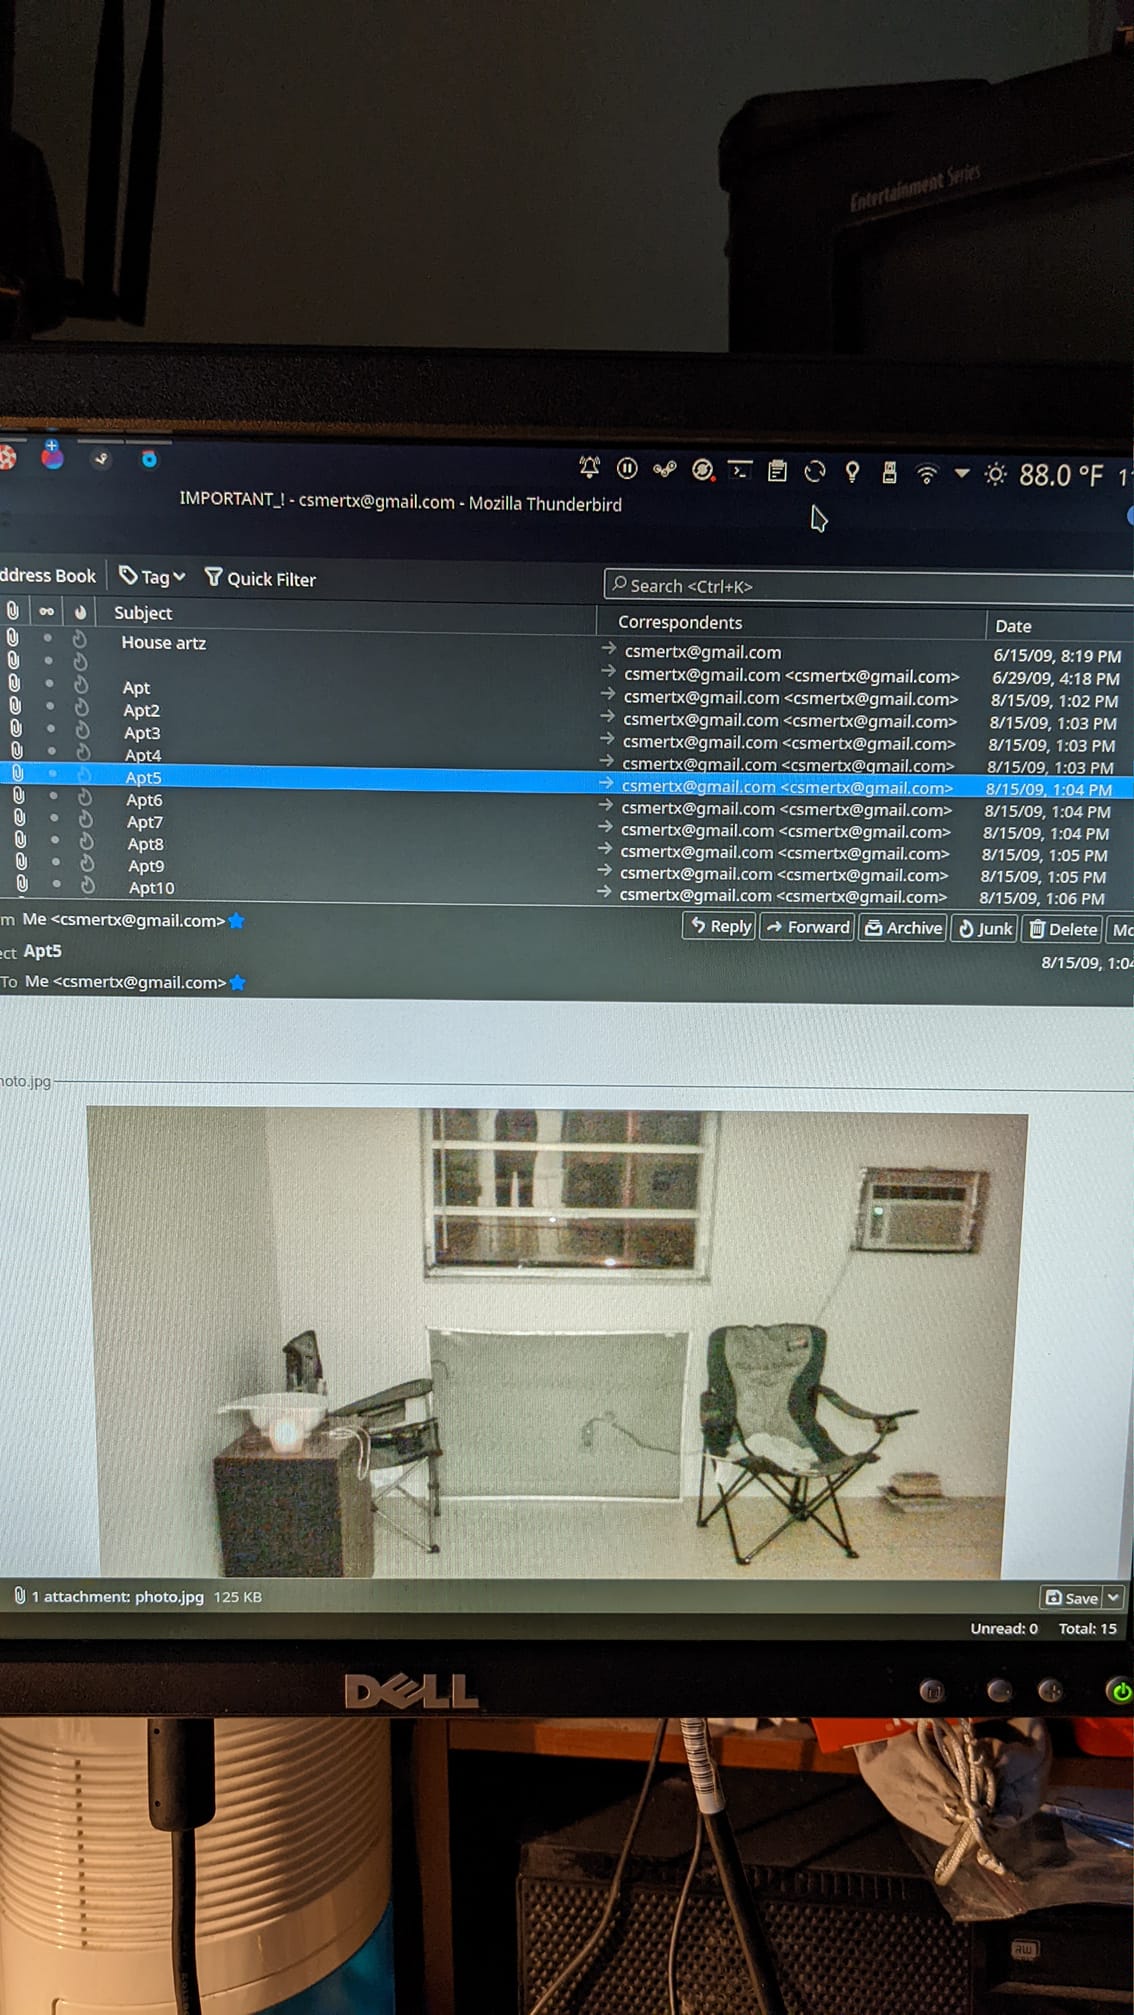 Entertainment Series
88.0 °F 1
IMPORTANT_! - csmertx@gmail.com - Mozilla Thunderbird
ddress Book Tag Quick Filter Search <Ctrl+K>
Subject Correspondents Date
House artz csmertx@gmail.com 6/15/09, 8:19 PM
csmertx@gmail.com <csmertx@gmail.com> 6/29/09, 4:18 PM
Apt csmertx@gmail.com <csmertx@gmail.com> 8/15/09, 1:02 PM
Apt2 csmertx@gmail.com <csmertx@gmail.com> 8/15/09, 1:03 PM
Apt3 csmertx@gmail.com <csmertx@gmail.com> 8/15/09, 1:03 PM
Apt4 csmertx@gmail.com <csmertx@gmail.com> 8/15/09, 1:03 PM
Apt5 csmertx@gmail.com <csmertx@gmail.com> 8/15/09, 1:04 PM
Apt6 csmertx@gmail.com <csmertx@gmail.com> 8/15/09, 1:04 PM
Apt7 csmertx@gmail.com <csmertx@gmail.com> 8/15/09, 1:04 PM
Apt8 csmertx@gmail.com <csmertx@gmail.com> 8/15/09, 1:05 PM
Apt9 csmertx@gmail.com <csmertx@gmail.com> 8/15/09, 1:05 PM
Apt10 csmertx@gmail.com <csmertx@gmail.com> 8/15/09, 1:06 PM
m Me <csmertx@gmail.com> Reply Forward Archive Junk Delete Mo
ect Apt5 8/15/09, 1:04
To Me <csmertx@gmail.com>
hoto.jpg
1 attachment: photo.jpg 125 KB Save
Unread: 0 Total: 15
DELL
RW